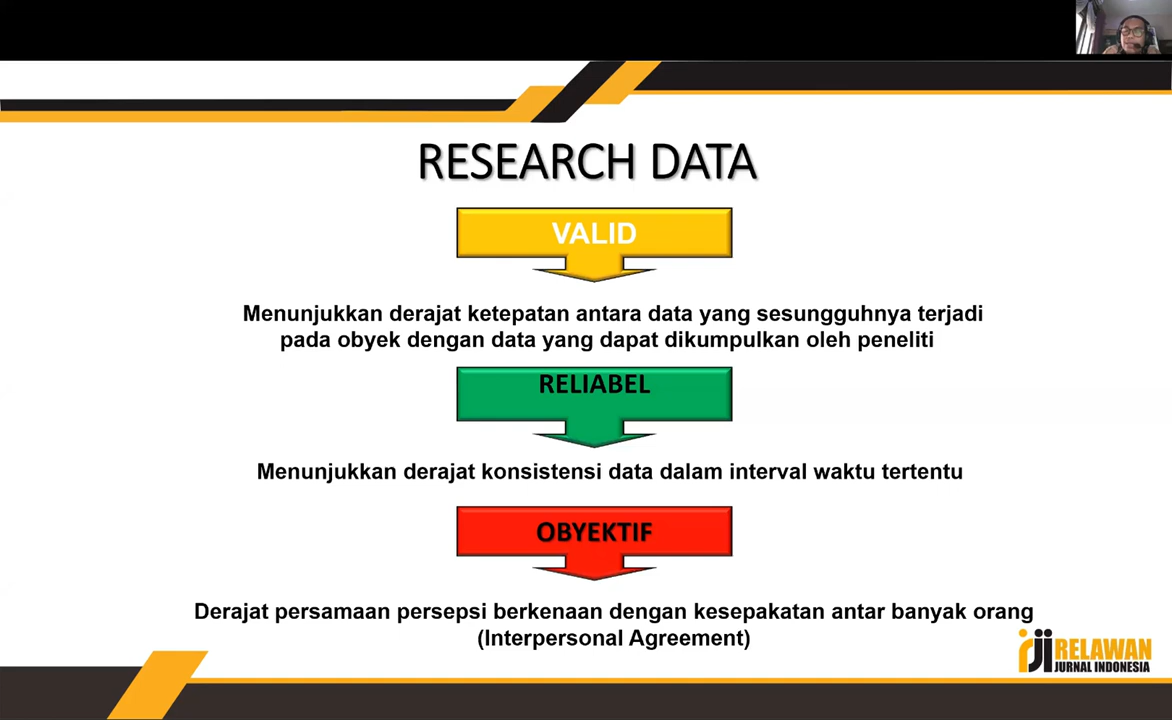 RESEARCH DATA
VALID
Menunjukkan derajat ketepatan antara data yang sesungguhnya terjadi
pada obyek dengan data yang dapat dikumpulkan oleh peneliti
RELIABEL
Menunjukkan derajat konsistensi data dalam interval waktu tertentu
OBYEKTIF
Derajat persamaan persepsi berkenaan dengan kesepakatan antar banyak orang
(Interpersonal Agreement)
rji RELAWAN
JURNAL INDONESIA